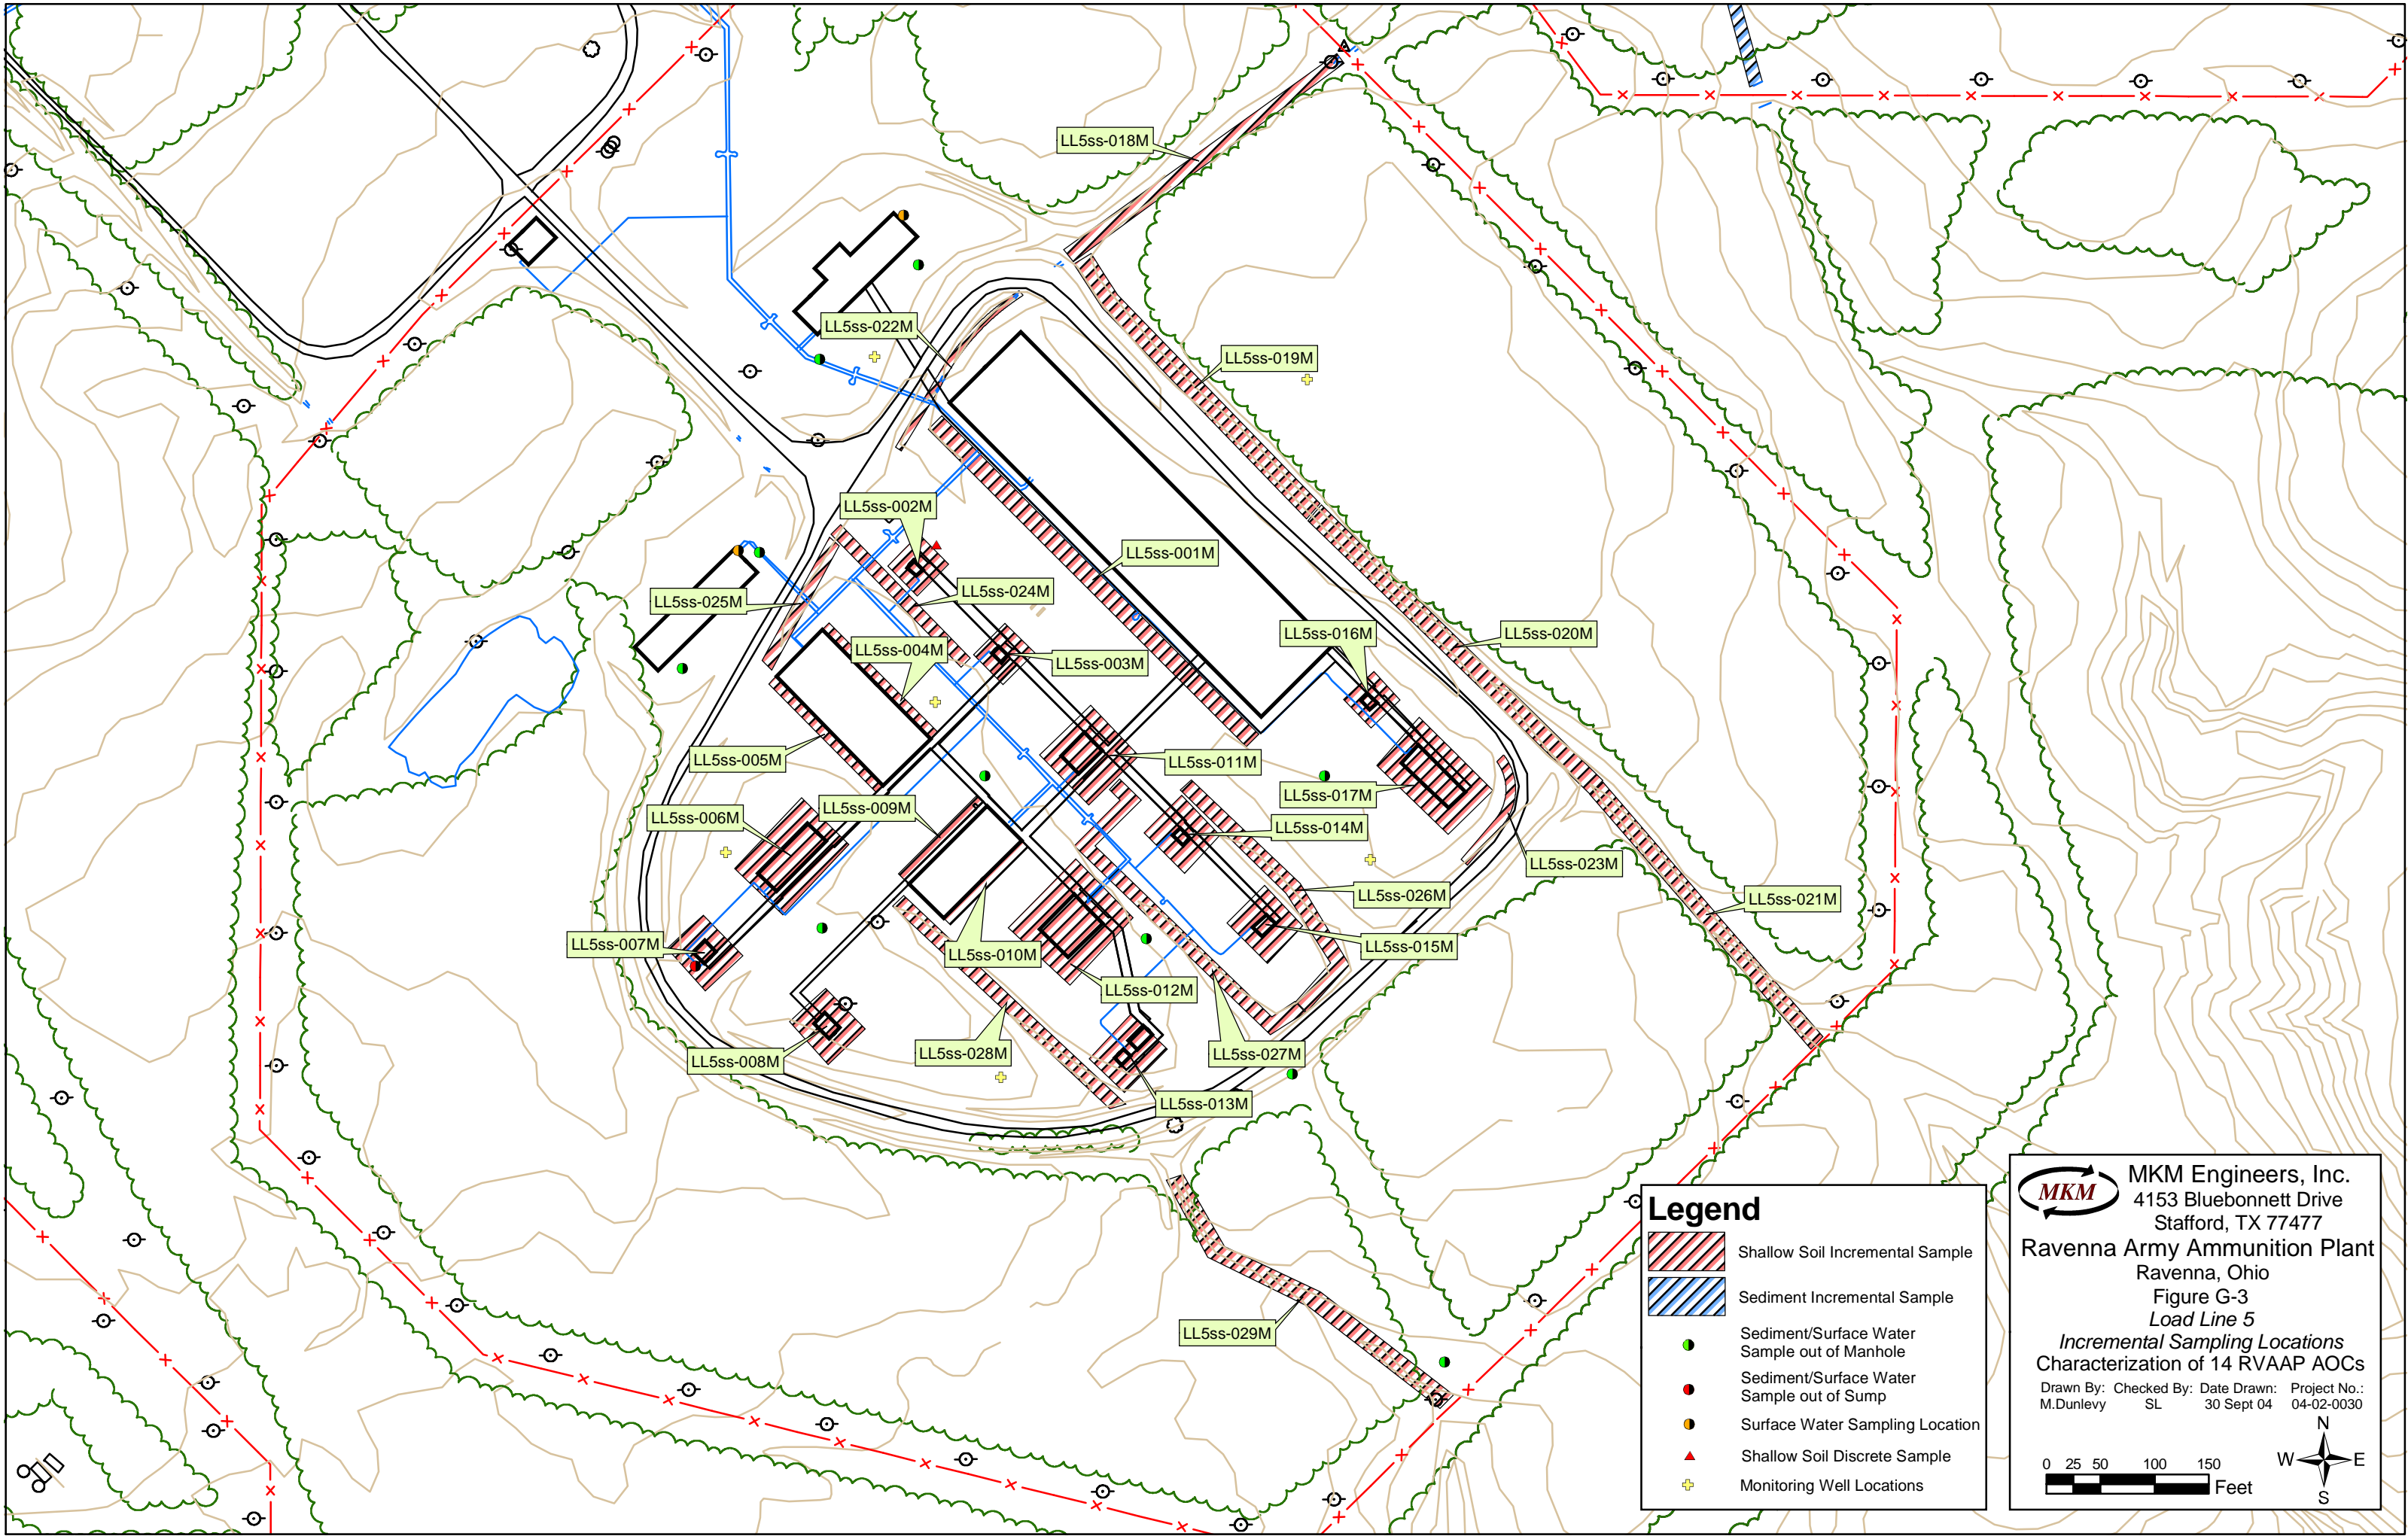 LL5ss-018M
LL5ss-022M
LL5ss-019M
LL5ss-002M
LL5ss-001M
LL5ss-025M
LL5ss-024M
LL5ss-004M
LL5ss-003M
LL5ss-016M
LL5ss-020M
LL5ss-005M
LL5ss-011M
LL5ss-017M
LL5ss-006M
LL5ss-009M
LL5ss-014M
LL5ss-023M
LL5ss-026M
LL5ss-021M
LL5ss-007M
LL5ss-010M
LL5ss-015M
LL5ss-012M
LL5ss-008M
LL5ss-028M
LL5ss-027M
LL5ss-013M
LL5ss-029M
Legend
Shallow Soil Incremental Sample
Sediment Incremental Sample
Sediment/Surface Water
Sample out of Manhole
Sediment/Surface Water
Sample out of Sump
Surface Water Sampling Location
Shallow Soil Discrete Sample
Monitoring Well Locations
MKM
MKM Engineers, Inc.
4153 Bluebonnett Drive
Stafford, TX 77477
Ravenna Army Ammunition Plant
Ravenna, Ohio
Figure G-3
Load Line 5
Incremental Sampling Locations
Characterization of 14 RVAAP AOCs
Drawn By: Checked By: Date Drawn: Project No.:
M.Dunlevy SL 30 Sept 04 04-02-0030
N
W E
S
0 25 50 100 150
Feet